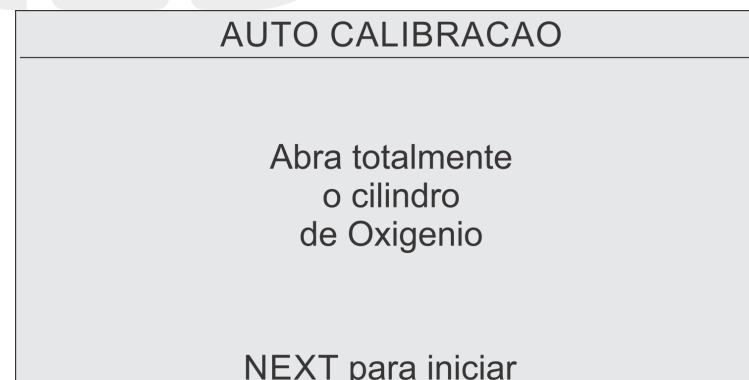 AUTO CALIBRACAO
Abra totalmente
o cilindro
de Oxigenio
NEXT para iniciar